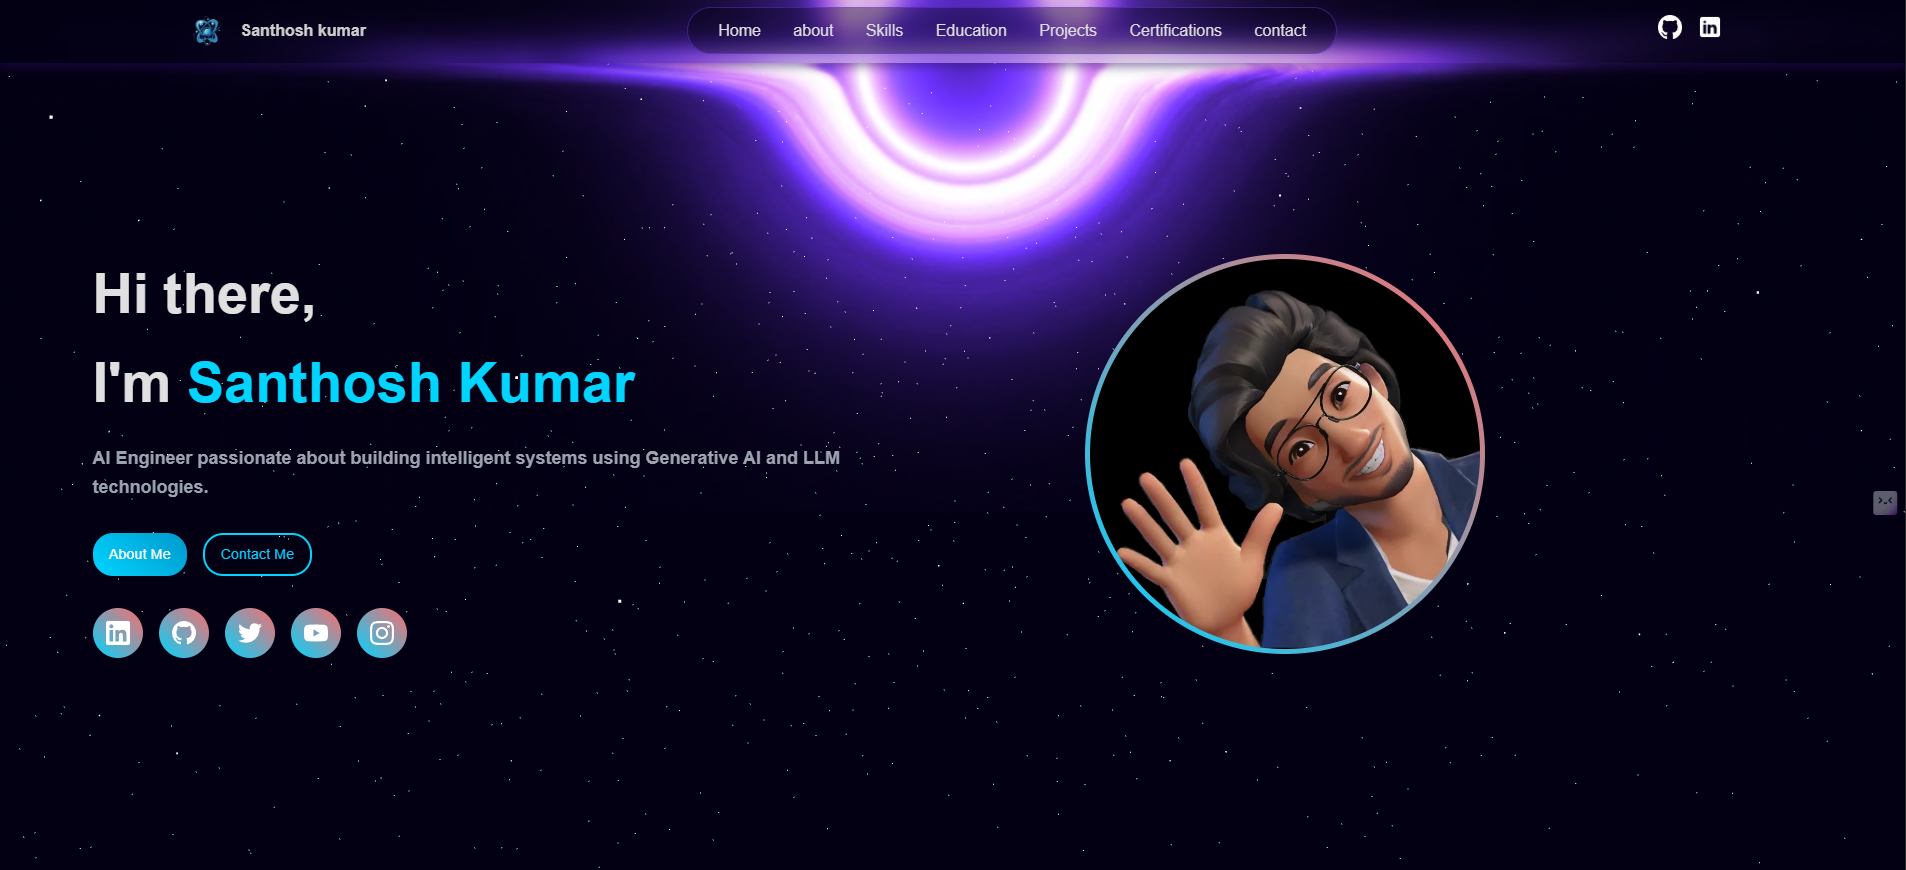 Santhosh kumar
Home about Skills Education Projects Certifications contact
Hi there,
I'm Santhosh Kumar
AI Engineer passionate about building intelligent systems using Generative AI and LLM
technologies.
About Me Contact Me